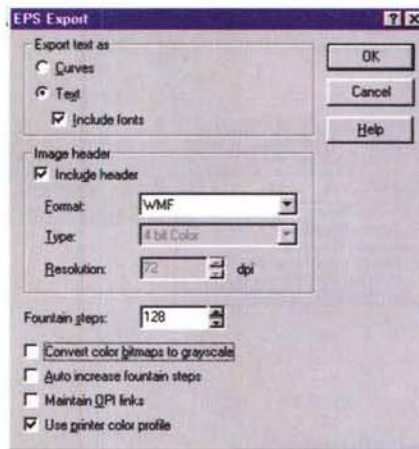 EPS Export
Export text as
Curves
Text
Include fonts
OK
Cancel
Help
Image header
Include header
Format: WMF
Type: 4 bit Color
Resolution: 72 dpi
Fountain steps: 128
Convert color bitmaps to grayscale
Auto increase fountain steps
Maintain OPI links
Use printer color profile